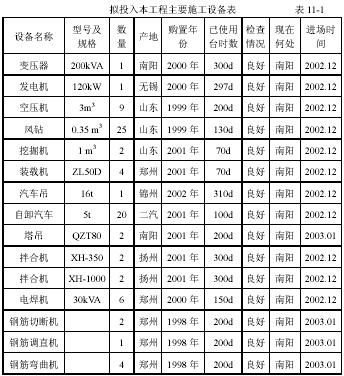 拟投入本工程主要施工设备表 表 11-1
设备名称 型号及规格 数量 产地 购置年份 已使用台时数 检查情况 现在何处 进场时间
变压器 200kVA 1 南阳 2000 年 300d 良好 南阳 2002.12
发电机 120kW 1 无锡 2000 年 297d 良好 南阳 2002.12
空压机 3m³ 9 山东 1999 年 200d 良好 南阳 2002.12
风钻 0.35 m³ 25 山东 1999 年 130d 良好 南阳 2002.12
挖掘机 1 m³ 2 山东 2001 年 70d 良好 南阳 2002.12
装载机 ZL50D 4 郑州 2001 年 70d 良好 南阳 2002.12
汽车吊 16t 1 锦州 2002 年 310d 良好 南阳 2002.12
自卸汽车 5t 20 二汽 2001 年 100d 良好 南阳 2002.12
塔吊 QZT80 2 南阳 2001 年 200d 良好 南阳 2003.01
拌合机 XH-350 2 扬州 2001 年 300d 良好 南阳 2002.12
拌合机 XH-1000 2 扬州 2001 年 300d 良好 南阳 2002.12
电焊机 30kVA 6 郑州 2000 年 150d 良好 南阳 2002.12
钢筋切断机 2 郑州 1998 年 200d 良好 南阳 2003.01
钢筋调直机 1 郑州 1998 年 200d 良好 南阳 2003.01
钢筋弯曲机 4 郑州 1998 年 200d 良好 南阳 2003.01